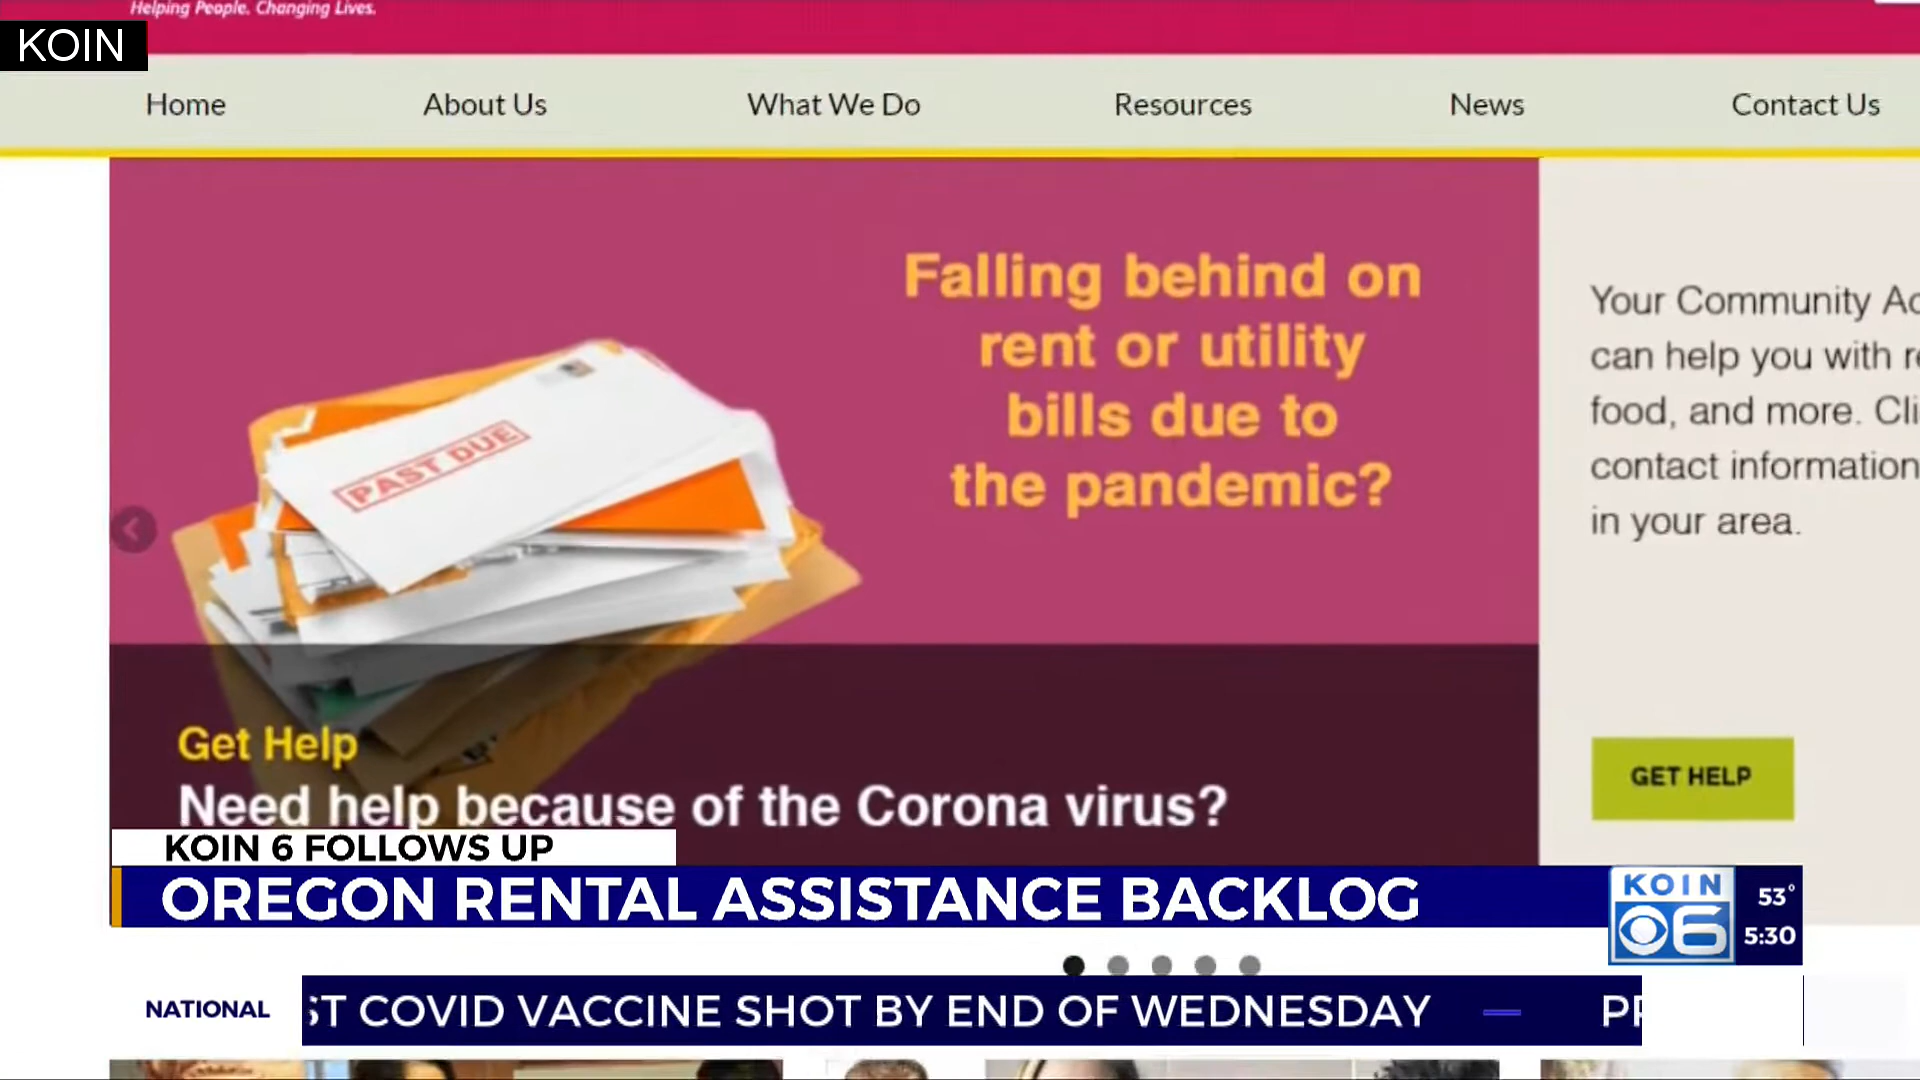 Helping People. Changing Lives.
KOIN
Home About Us What We Do Resources News Contact Us
Falling behind on
rent or utility
bills due to
the pandemic?
PAST DUE
Your Community
can help you with
food, and more.
contact information
in your area.
Get Help
Need help because of the Corona virus?
GET HELP
KOIN 6 FOLLOWS UP
OREGON RENTAL ASSISTANCE BACKLOG
KOIN
6
53°
5:30
NATIONAL
COVID VACCINE SHOT BY END OF WEDNESDAY —